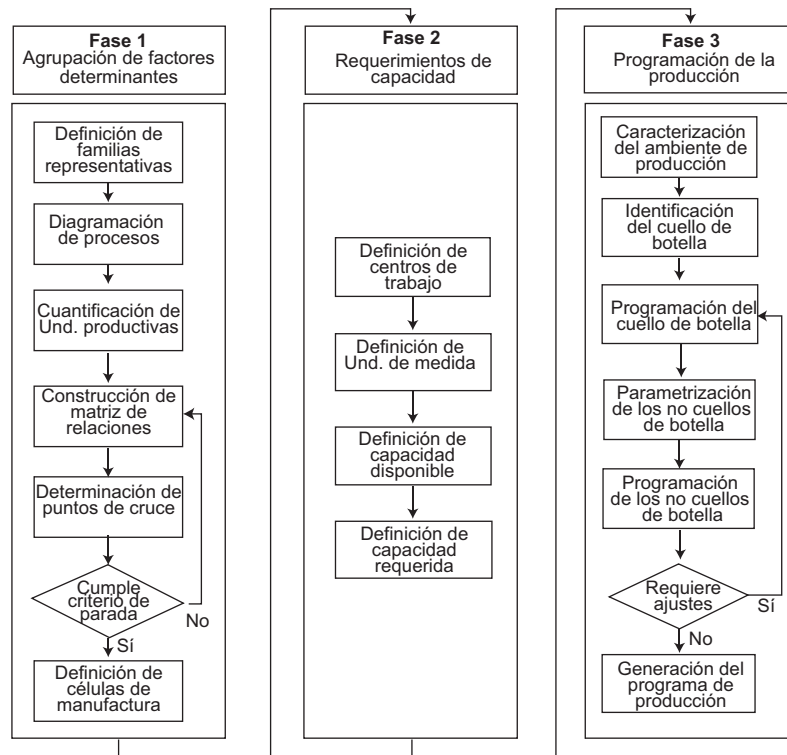 Fase 1
Agrupación de factores
determinantes
Definición de
familias
representativas
Diagramación
de procesos
Cuantificación de
Und. productivas
Construcción de
matriz de
relaciones
Determinación de
puntos de cruce
Cumple
criterio de
parada
No
Sí
Definición de
células de
manufactura
Fase 2
Requerimientos de
capacidad
Definición de
centros de
trabajo
Definición de
Und. de medida
Definición de
capacidad
disponible
Definición de
capacidad
requerida
Fase 3
Programación de la
producción
Caracterización
del ambiente de
producción
Identificación
del cuello de
botella
Programación del
cuello de botella
Parametrización
de los no cuellos
de botella
Programación
de los no cuellos
de botella
Requiere
ajustes
Sí
No
Generación del
programa de
producción